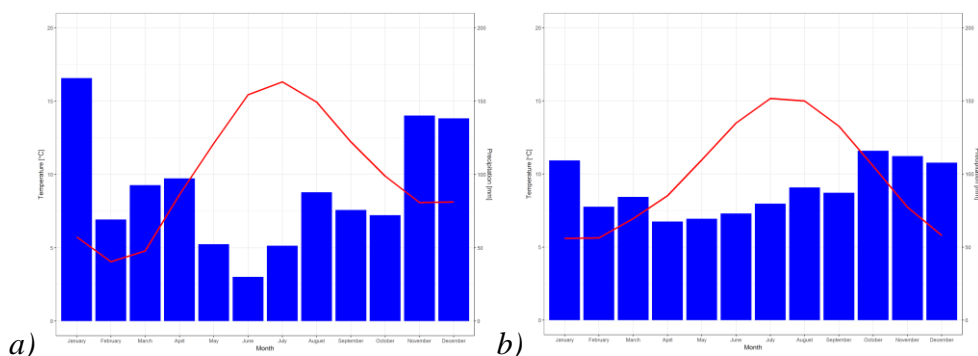 20
200
15
150
Temperature [°C]
Precipitation [mm]
10
100
5
50
0
0
January February March April May June July August September October November December
Month
a)
20
200
15
150
Temperature [°C]
Precipitation [mm]
10
100
5
50
0
0
January February March April May June July August September October November December
Month
b)